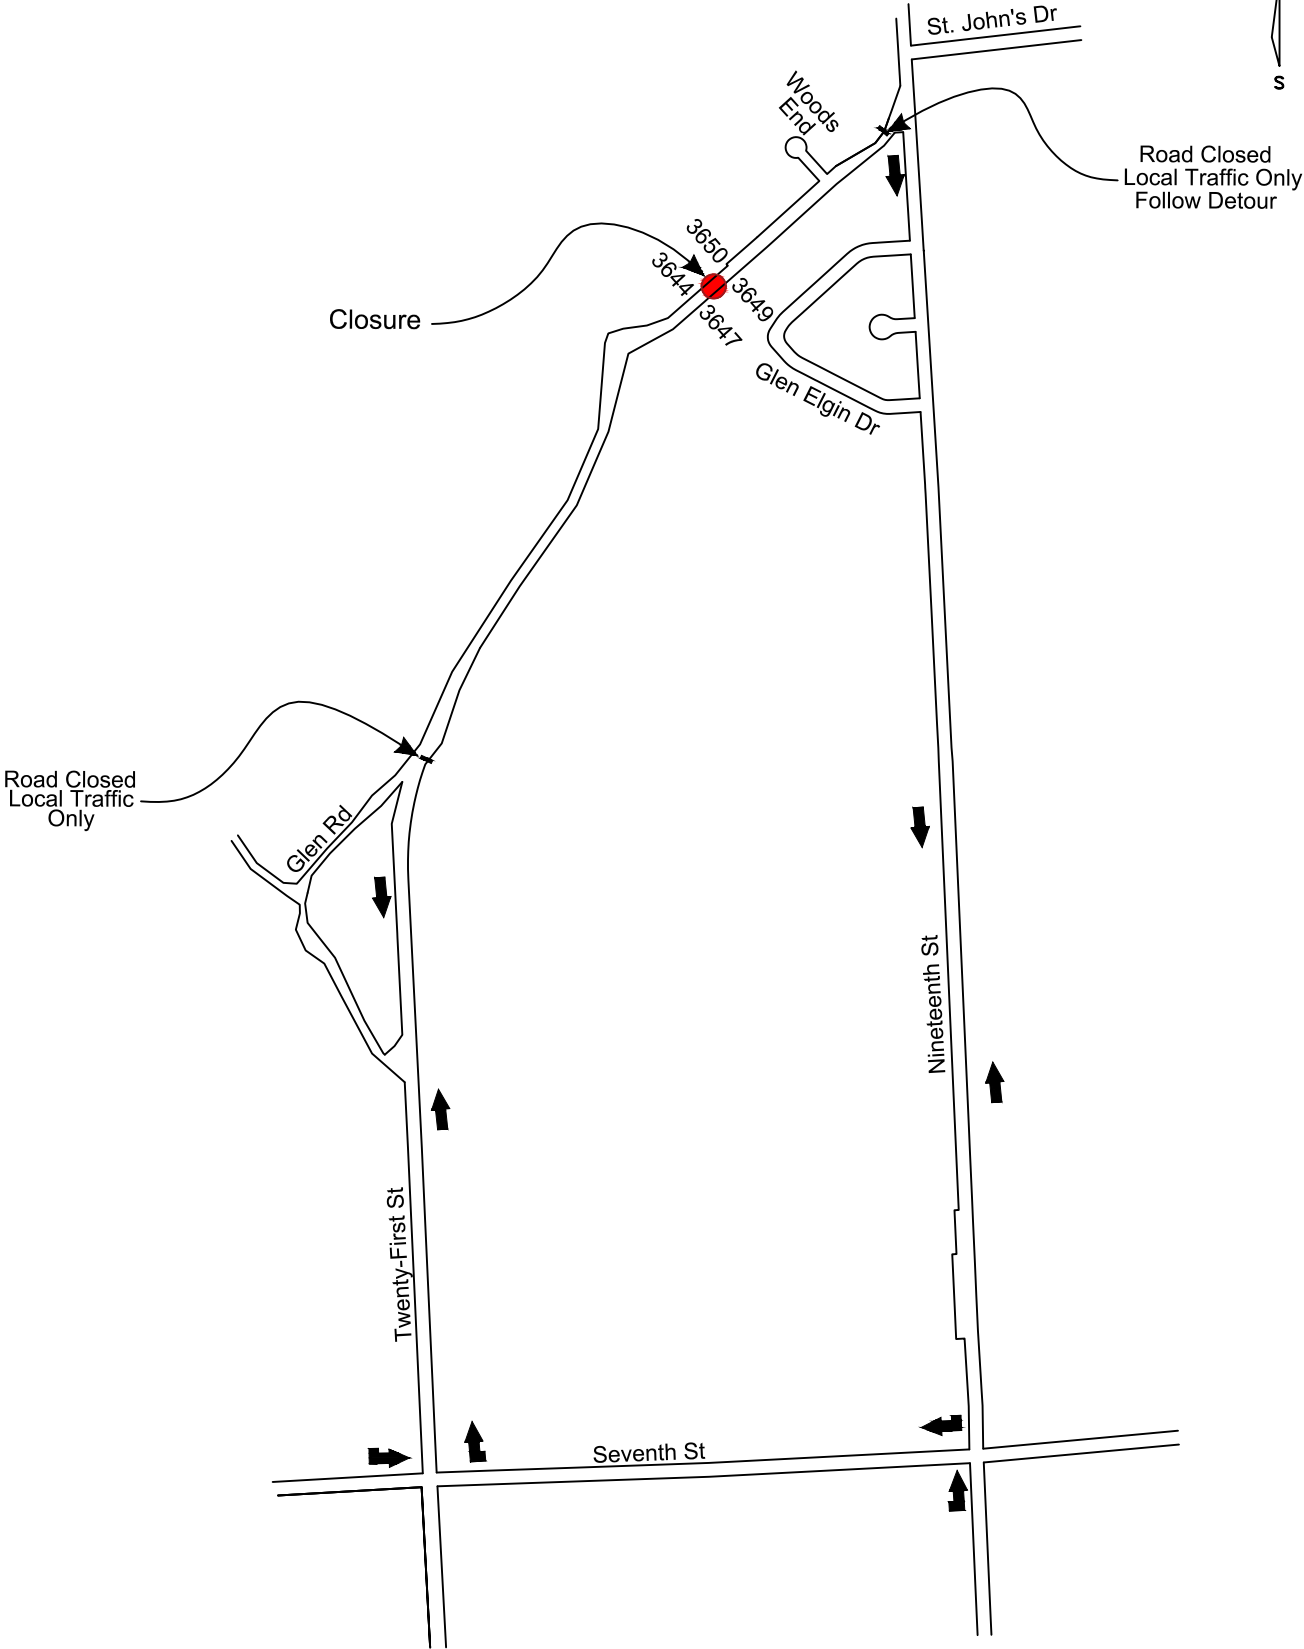 St. John's Dr
S
Woods
End
Road Closed
Local Traffic Only
Follow Detour
3650
3644
3649
3647
Closure
Glen Elgin Dr
Road Closed
Local Traffic
Only
Glen Rd
Nineteenth St
Twenty-First St
Seventh St